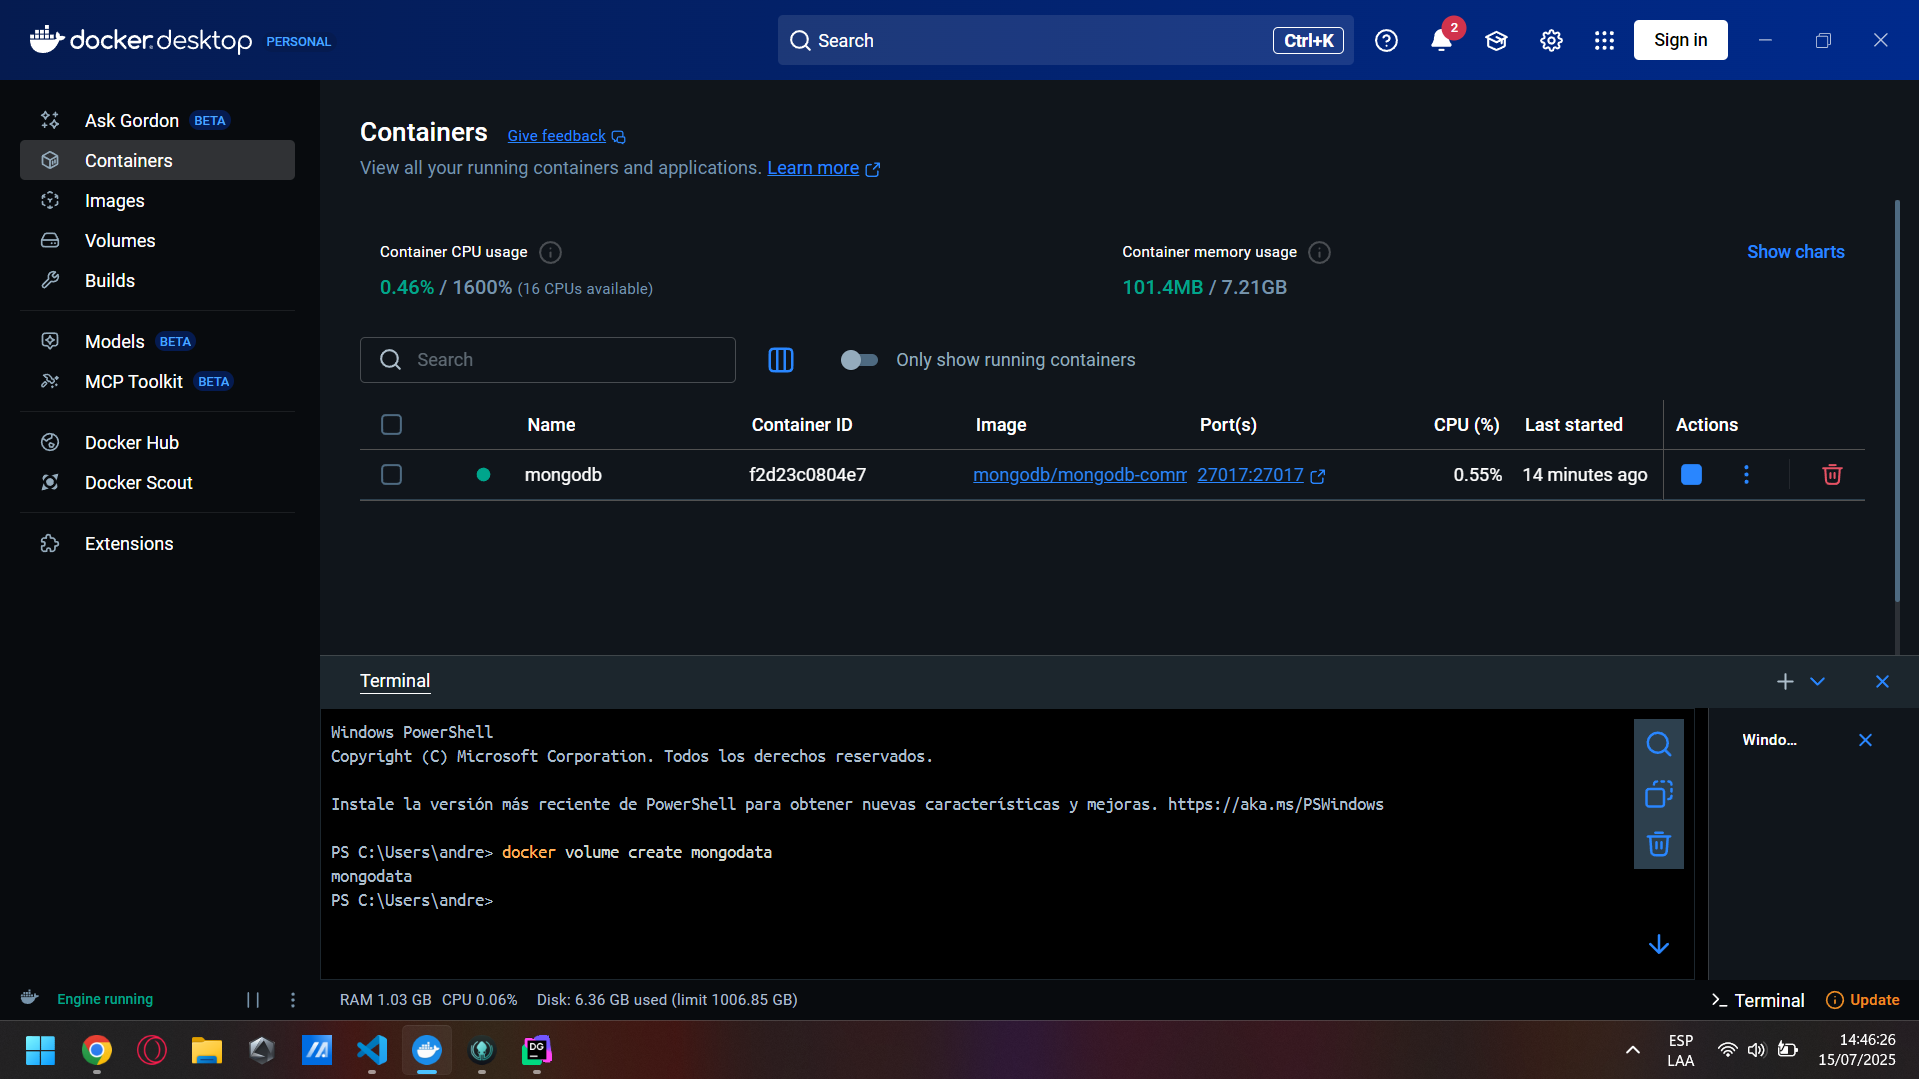 docker.desktop PERSONAL
Search
Ctrl+K
2
Sign in
Ask Gordon BETA
Containers
Images
Volumes
Builds
Models BETA
MCP Toolkit BETA
Docker Hub
Docker Scout
Extensions
Containers Give feedback
View all your running containers and applications. Learn more
Container CPU usage
0.46% / 1600% (16 CPUs available)
Container memory usage
101.4MB / 7.21GB
Show charts
Search
Only show running containers
Name Container ID Image Port(s) CPU (%) Last started Actions
mongodb f2d23c0804e7 mongodb/mongodb-comm 27017:27017 0.55% 14 minutes ago
Terminal
Windows PowerShell
Copyright (C) Microsoft Corporation. Todos los derechos reservados.
Instale la versión más reciente de PowerShell para obtener nuevas características y mejoras. https://aka.ms/PSWindows
PS C:\Users\andre> docker volume create mongodata
mongodata
PS C:\Users\andre>
Windo...
Engine running
RAM 1.03 GB CPU 0.06% Disk: 6.36 GB used (limit 1006.85 GB)
Terminal
Update
DG
ESP
LAA
14:46:26
15/07/2025